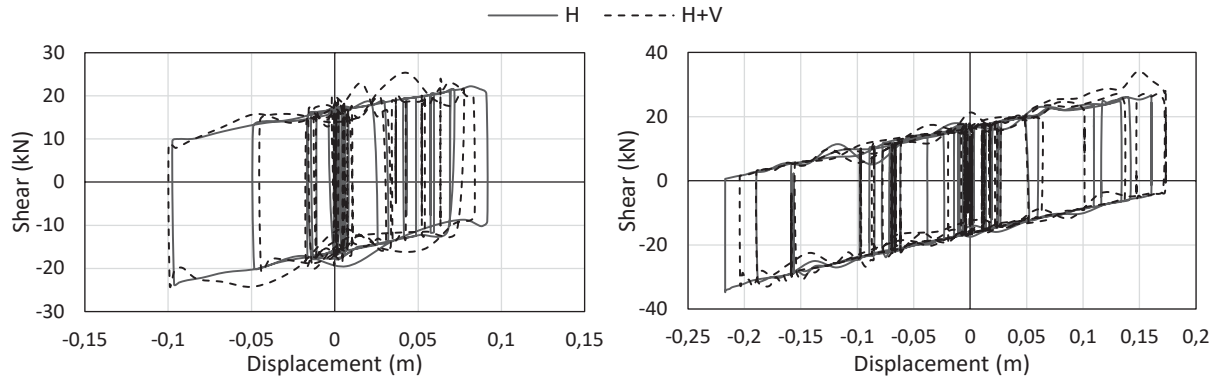 H H+V
30
20
10
0
-10
-20
-30
Shear (kN)
-0,15 -0,1 -0,05 0 0,05 0,1 0,15
Displacement (m)
40
20
0
-20
-40
Shear (kN)
-0,25 -0,2 -0,15 -0,1 -0,05 0 0,05 0,1 0,15 0,2
Displacement (m)